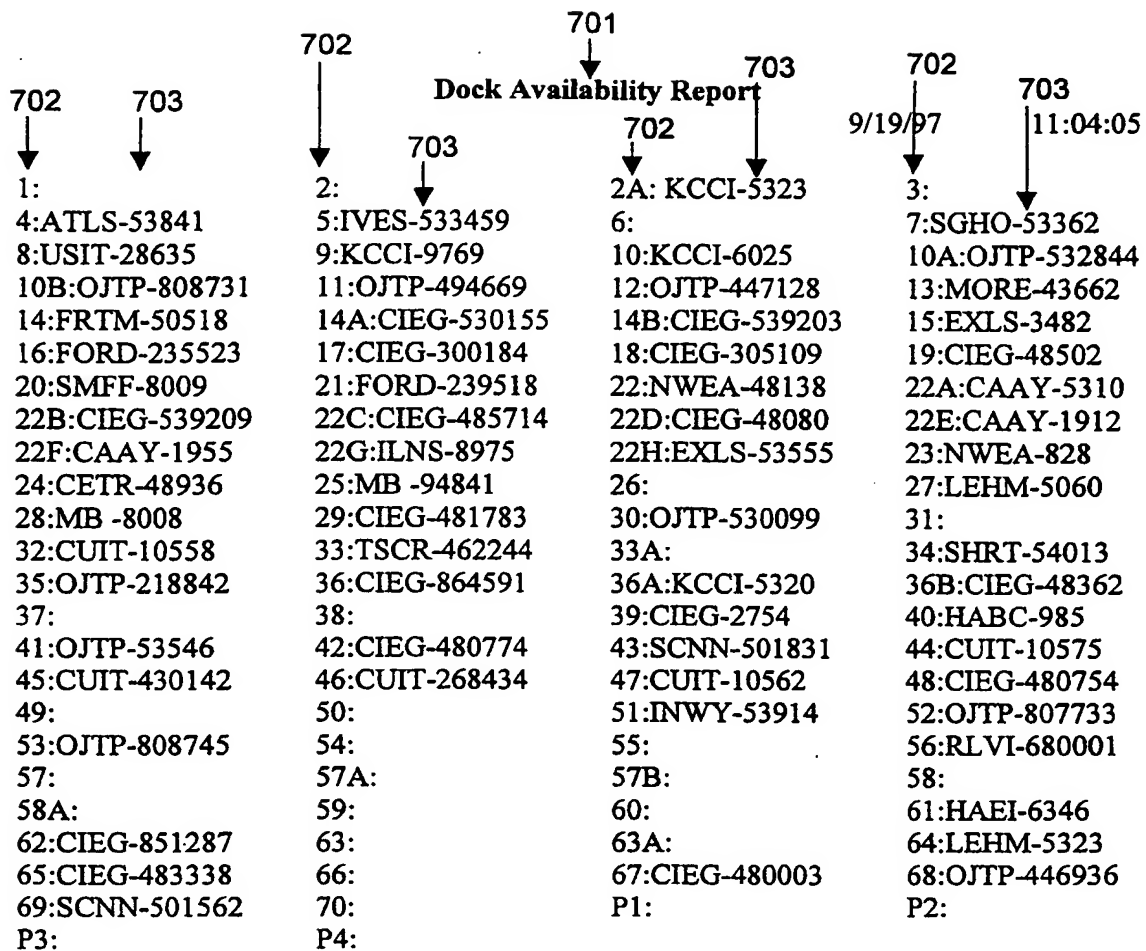 701
702 703 702
Dock Availability Report
702 703 702 703
703 9/19/97 11:04:05
1: 2: 2A: KCCI-5323 3:
4:ATLS-53841 5:IVES-533459 6: 7:SGHO-53362
8:USIT-28635 9:KCCI-9769 10:KCCI-6025 10A:OJTP-532844
10B:OJTP-808731 11:OJTP-494669 12:OJTP-447128 13:MORE-43662
14:FRTM-50518 14A:CIEG-530155 14B:CIEG-539203 15:EXLS-3482
16:FORD-235523 17:CIEG-300184 18:CIEG-305109 19:CIEG-48502
20:SMFF-8009 21:FORD-239518 22:NWEA-48138 22A:CAAY-5310
22B:CIEG-539209 22C:CIEG-485714 22D:CIEG-48080 22E:CAAY-1912
22F:CAAY-1955 22G:ILNS-8975 22H:EXLS-53555 23:NWEA-828
24:CETR-48936 25:MB -94841 26: 27:LEHM-5060
28:MB -8008 29:CIEG-481783 30:OJTP-530099 31:
32:CUIT-10558 33:TSCR-462244 33A: 34:SHRT-54013
35:OJTP-218842 36:CIEG-864591 36A:KCCI-5320 36B:CIEG-48362
37: 38: 39:CIEG-2754 40:HABC-985
41:OJTP-53546 42:CIEG-480774 43:SCNN-501831 44:CUIT-10575
45:CUIT-430142 46:CUIT-268434 47:CUIT-10562 48:CIEG-480754
49: 50: 51:INWY-53914 52:OJTP-807733
53:OJTP-808745 54: 55: 56:RLVI-680001
57: 57A: 57B: 58:
58A: 59: 60: 61:HAEI-6346
62:CIEG-851287 63: 63A: 64:LEHM-5323
65:CIEG-483338 66: 67:CIEG-480003 68:OJTP-446936
69:SCNN-501562 70: P1: P2:
P3: P4: